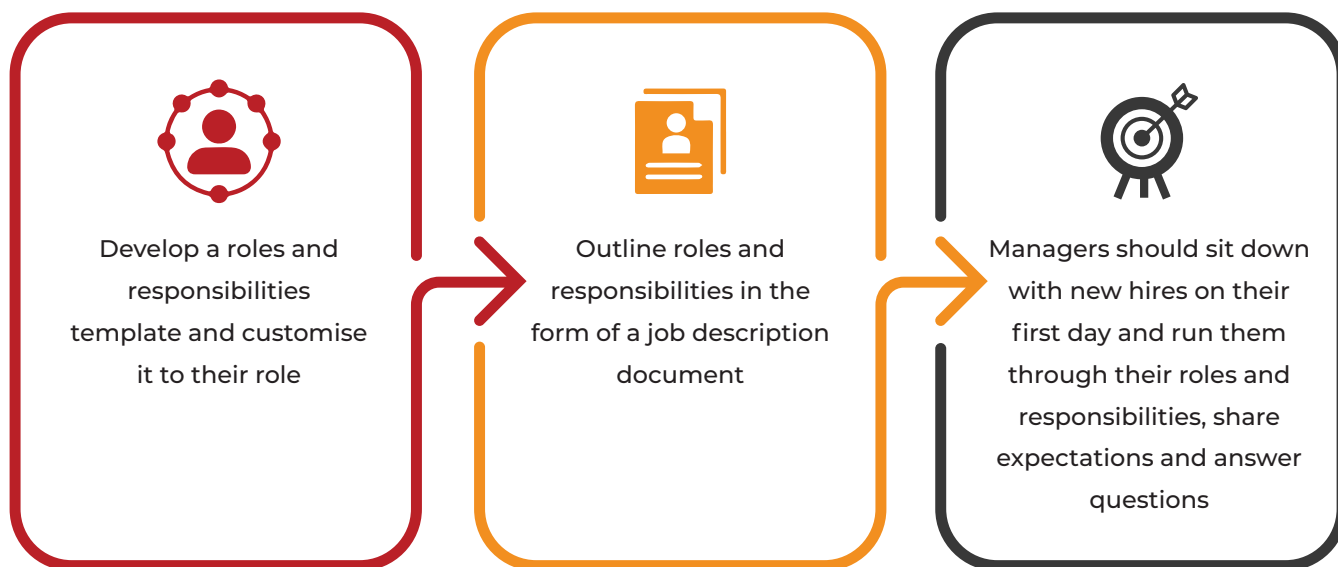 Develop a roles and
responsibilities
template and customise
it to their role
Outline roles and
responsibilities in the
form of a job description
document
Managers should sit down
with new hires on their
first day and run them
through their roles and
responsibilities, share
expectations and answer
questions